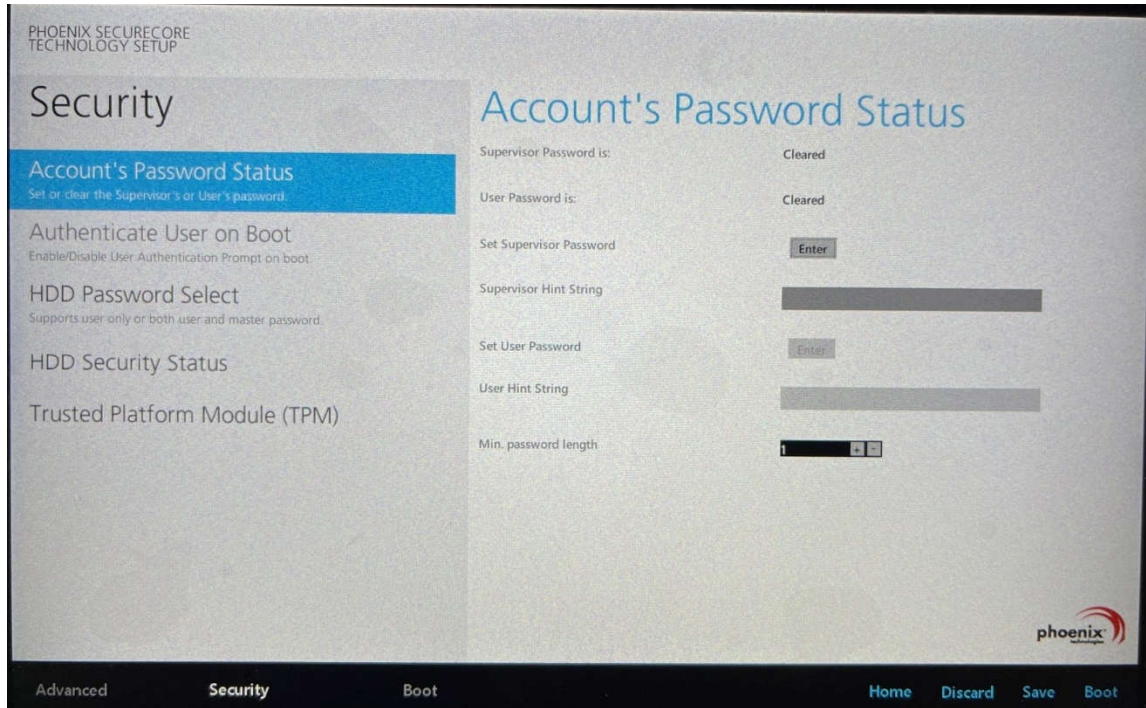 PHOENIX SECURECORE
TECHNOLOGY SETUP
Security
Account's Password Status
Set or clear the Supervisor's or User's password.
Authenticate User on Boot
Enable/Disable User Authentication Prompt on boot.
HDD Password Select
Supports user only or both user and master password.
HDD Security Status
Trusted Platform Module (TPM)
Account's Password Status
Supervisor Password is: Cleared
User Password is: Cleared
Set Supervisor Password Enter
Supervisor Hint String
Set User Password Enter
User Hint String
Min. password length 1 + -
phoenix
technologies
Advanced Security Boot Home Discard Save Boot